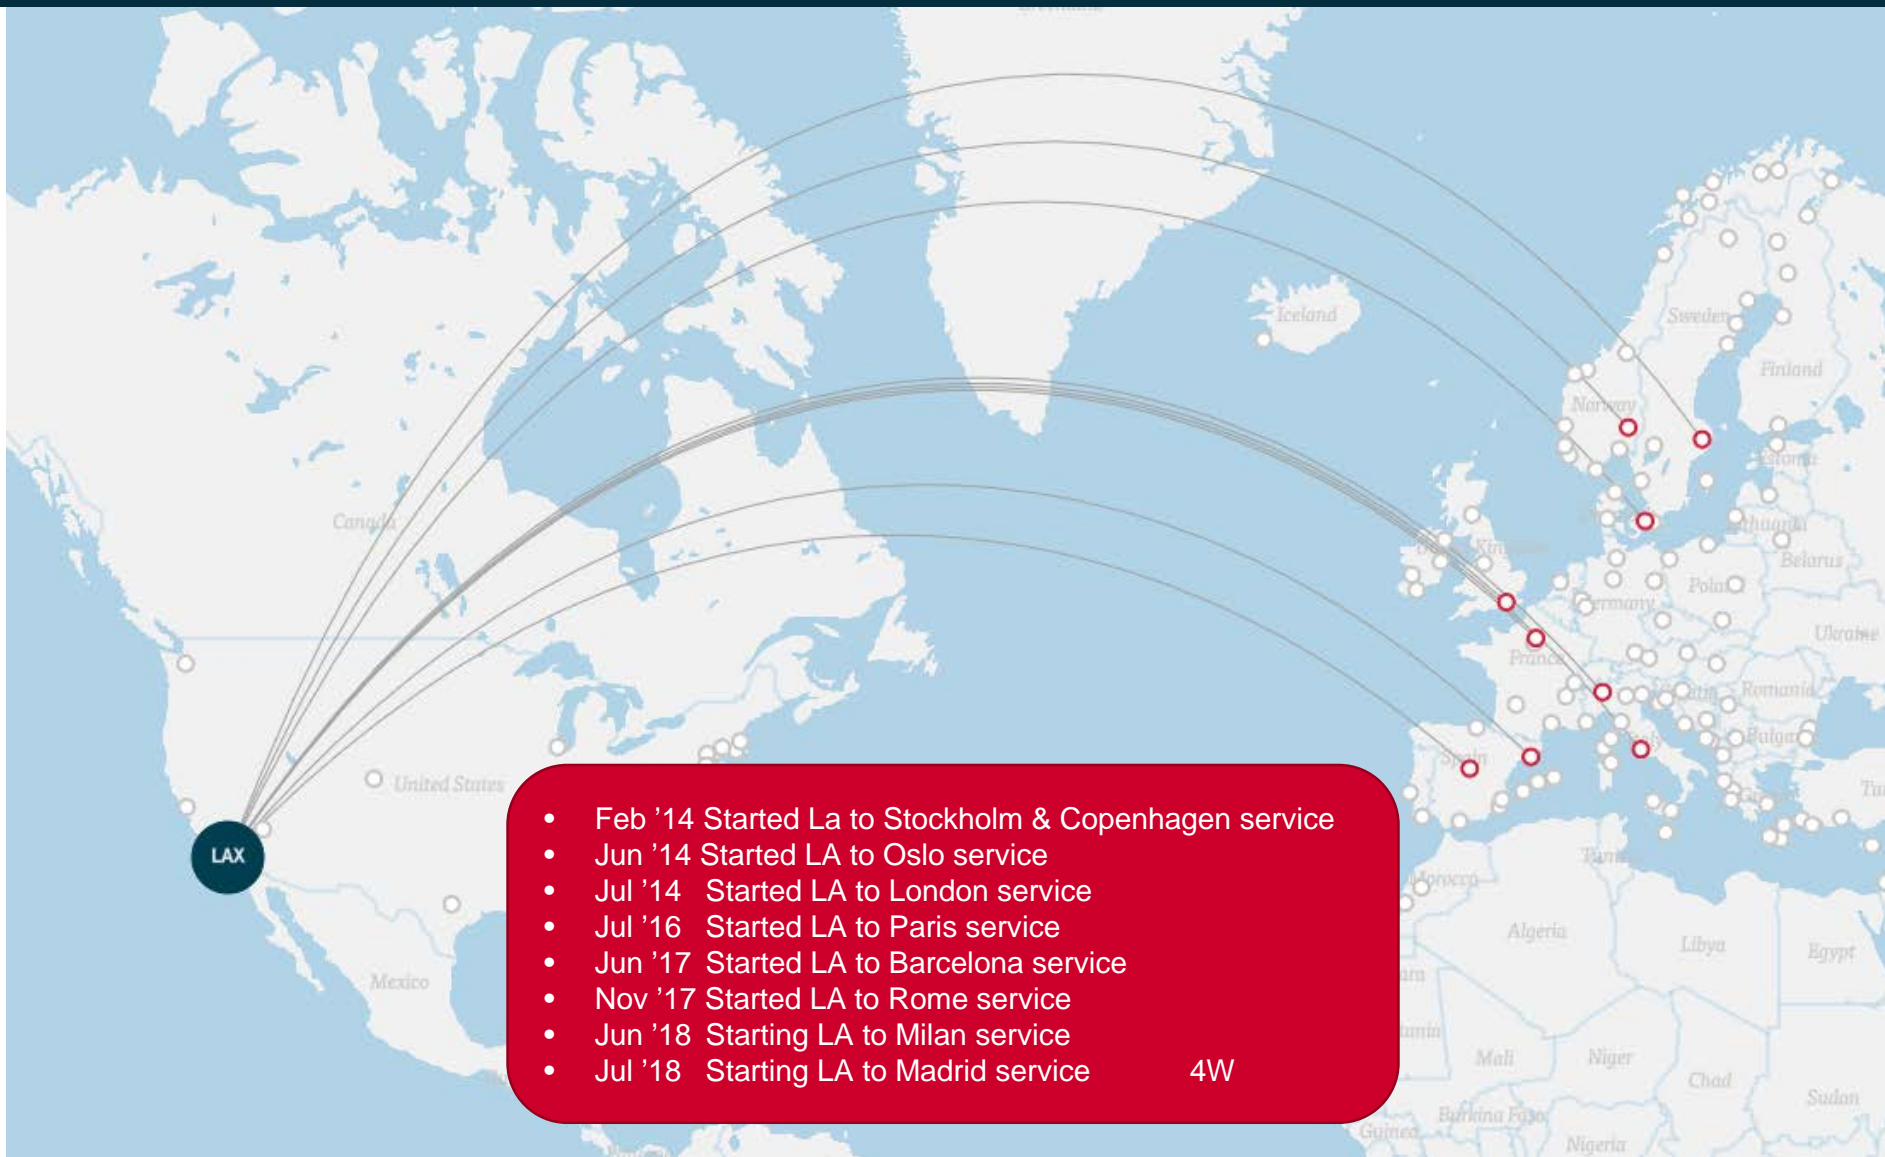 Iceland
Sweden
Finland
Norway
Estonia
Canada
Belarus
Germany
France
Ukraine
Romania
United States
Spain
Italy
LAX
• Feb ’14 Started La to Stockholm & Copenhagen service
• Jun ’14 Started LA to Oslo service
• Jul ’14 Started LA to London service
• Jul ’16 Started LA to Paris service
• Jun ’17 Started LA to Barcelona service
• Nov ’17 Started LA to Rome service
• Jun ’18 Starting LA to Milan service
• Jul ’18 Starting LA to Madrid service 4W
Morocco
Algeria
Libya
Egypt
Mexico
Mali
Niger
Chad
Sudan
Burkina Faso
Guinea
Nigeria